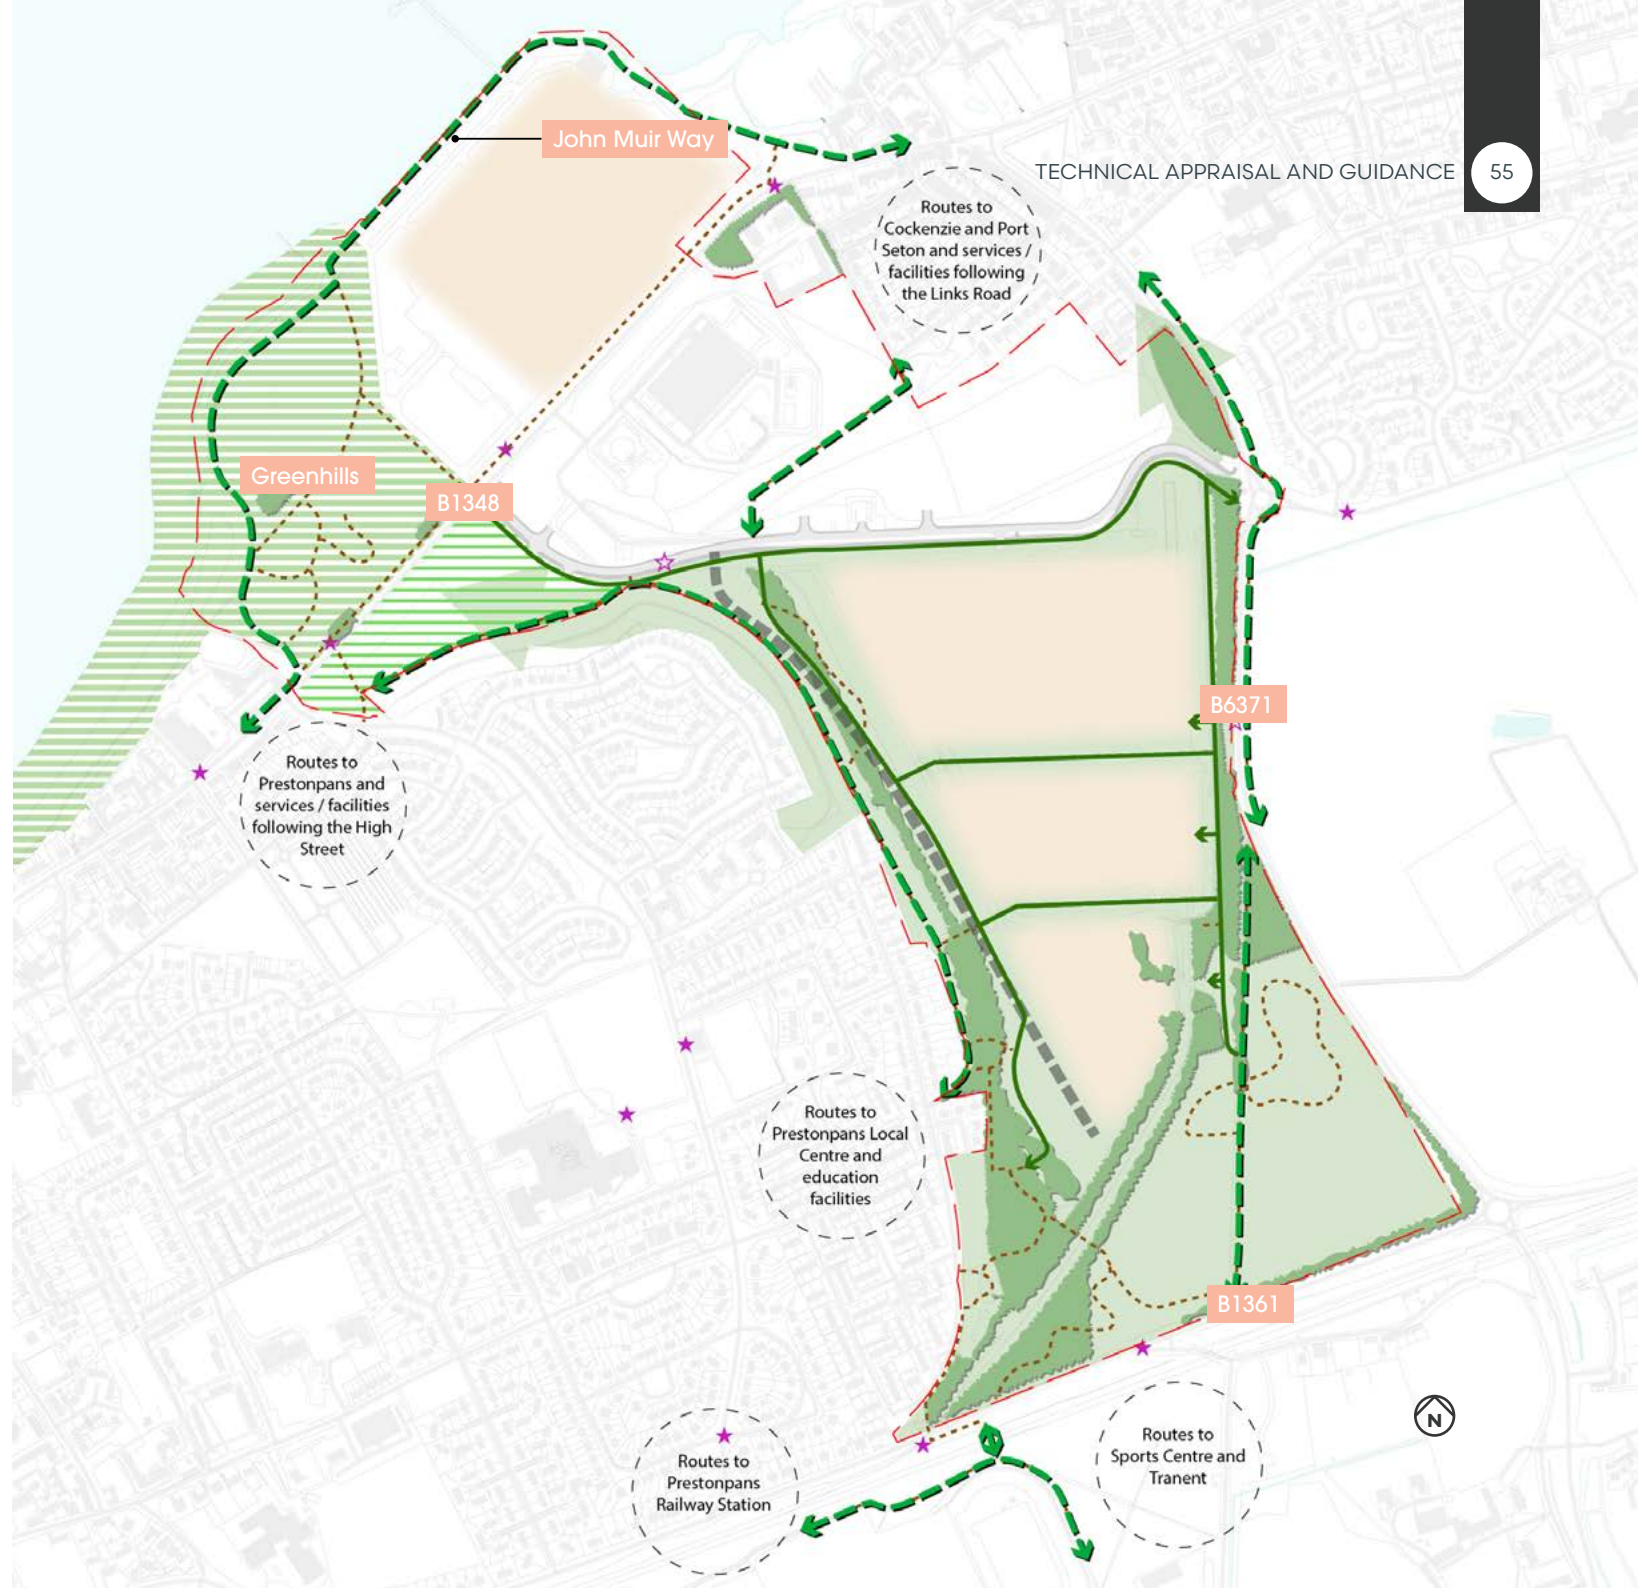 John Muir Way
TECHNICAL APPRAISAL AND GUIDANCE
55
Routes to
Cockenzie and Port
Seton and services /
facilities following
the Links Road
Greenhills
B1348
B6371
Routes to
Prestonpans and
services / facilities
following the High
Street
Routes to
Prestonpans Local
Centre and
education
facilities
B1361
N
Routes to
Prestonpans
Railway Station
Routes to
Sports Centre and
Tranent